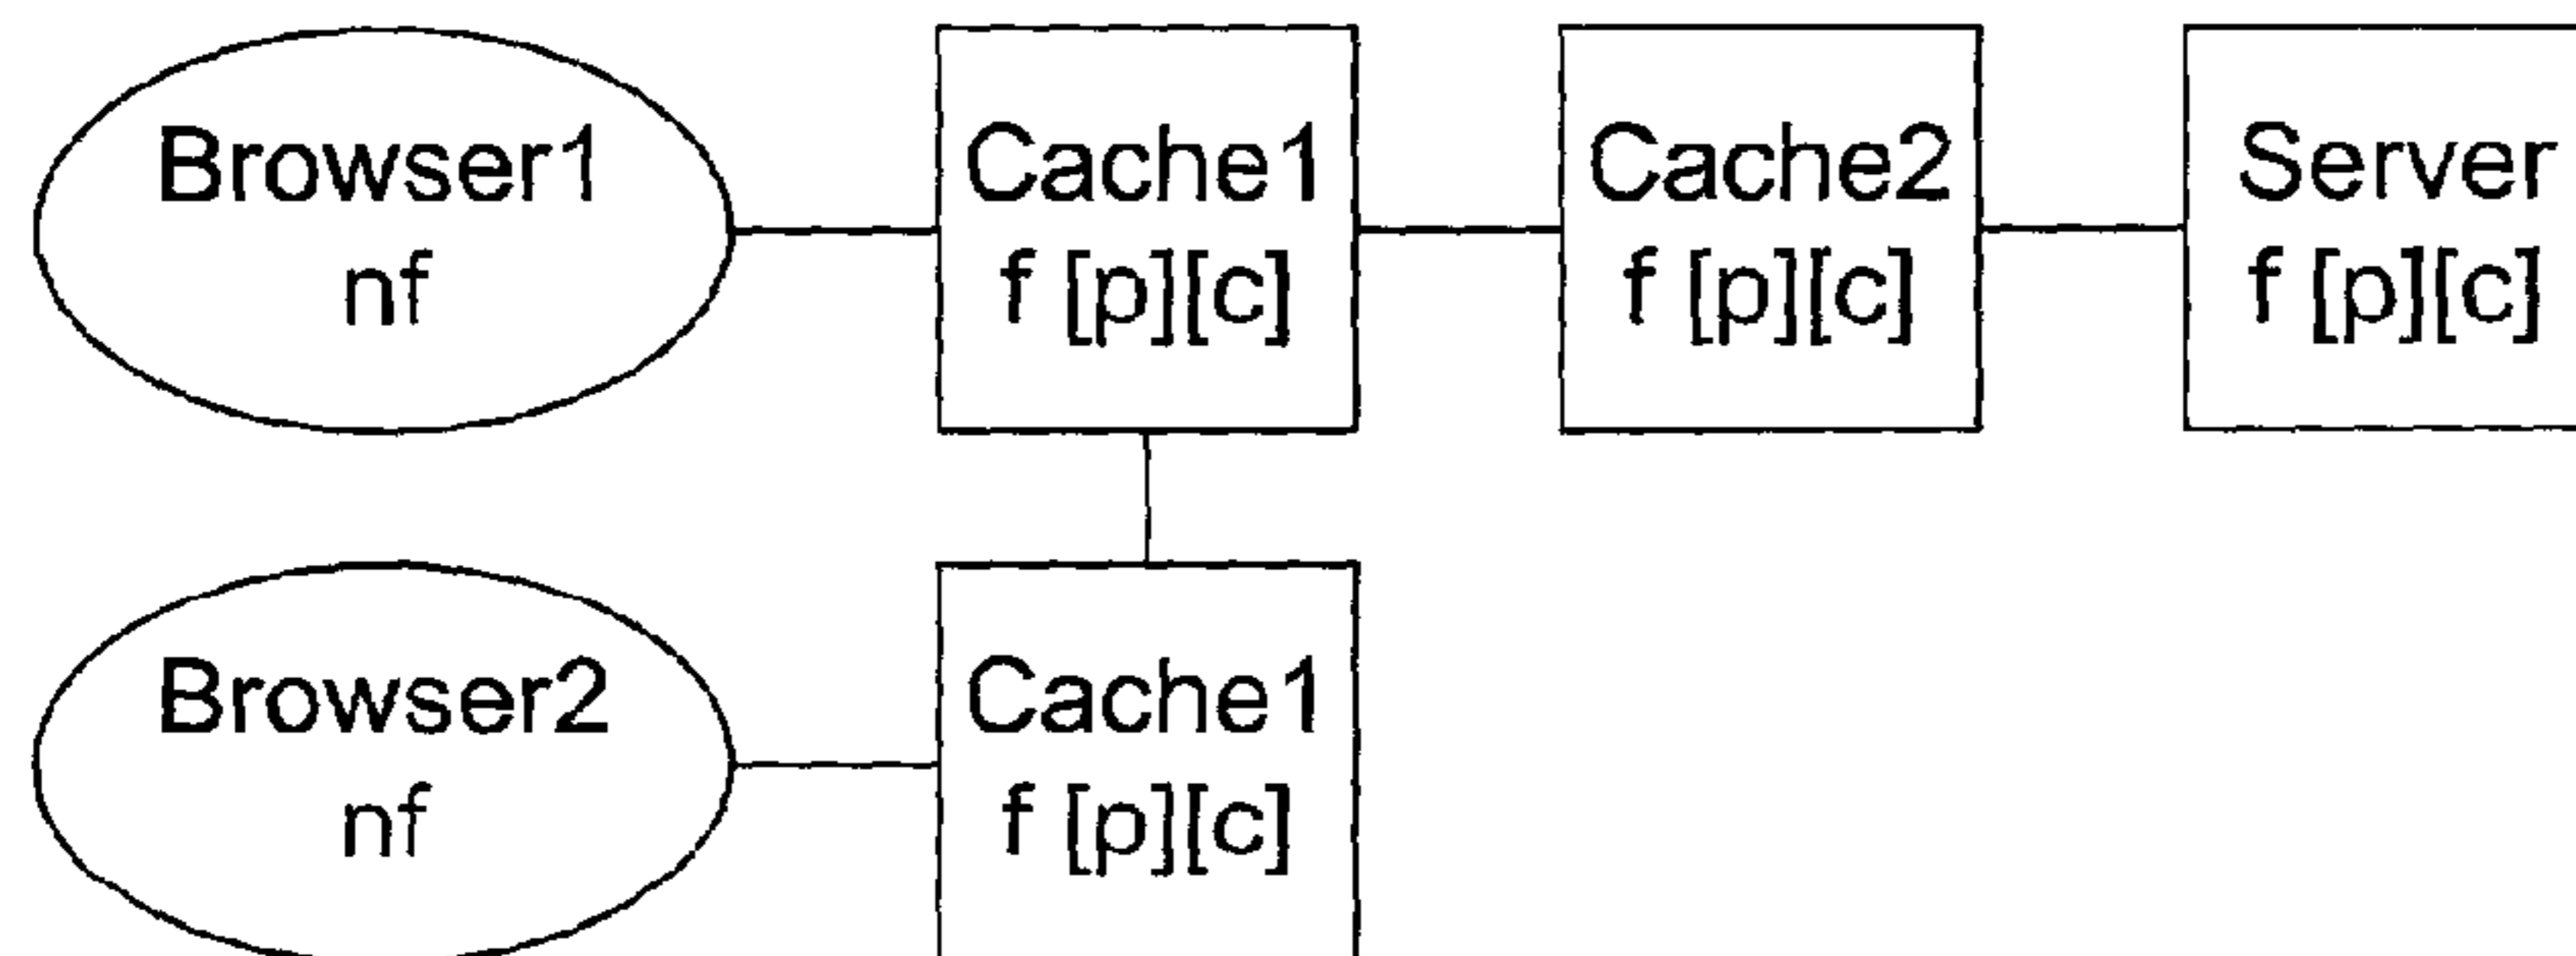 Browser1
nf
Cache1
f [p][c]
Cache2
f [p][c]
Server
f [p][c]
Browser2
nf
Cache1
f [p][c]